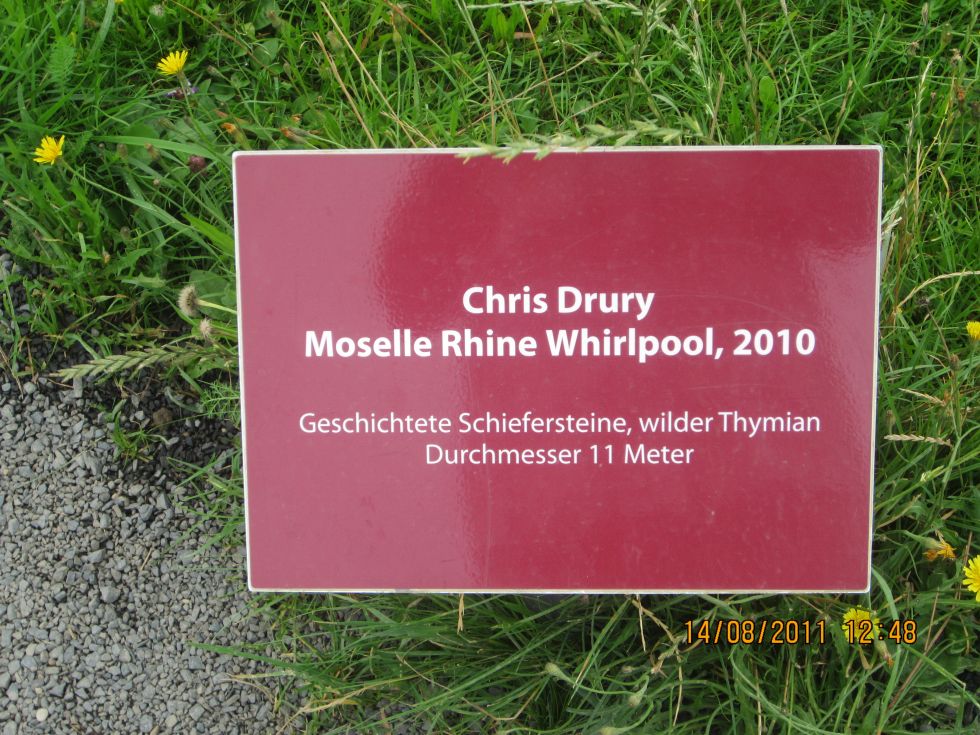 Chris Drury
Moselle Rhine Whirlpool, 2010
Geschichtete Schiefersteine, wilder Thymian
Durchmesser 11 Meter
14/08/2011 12:48